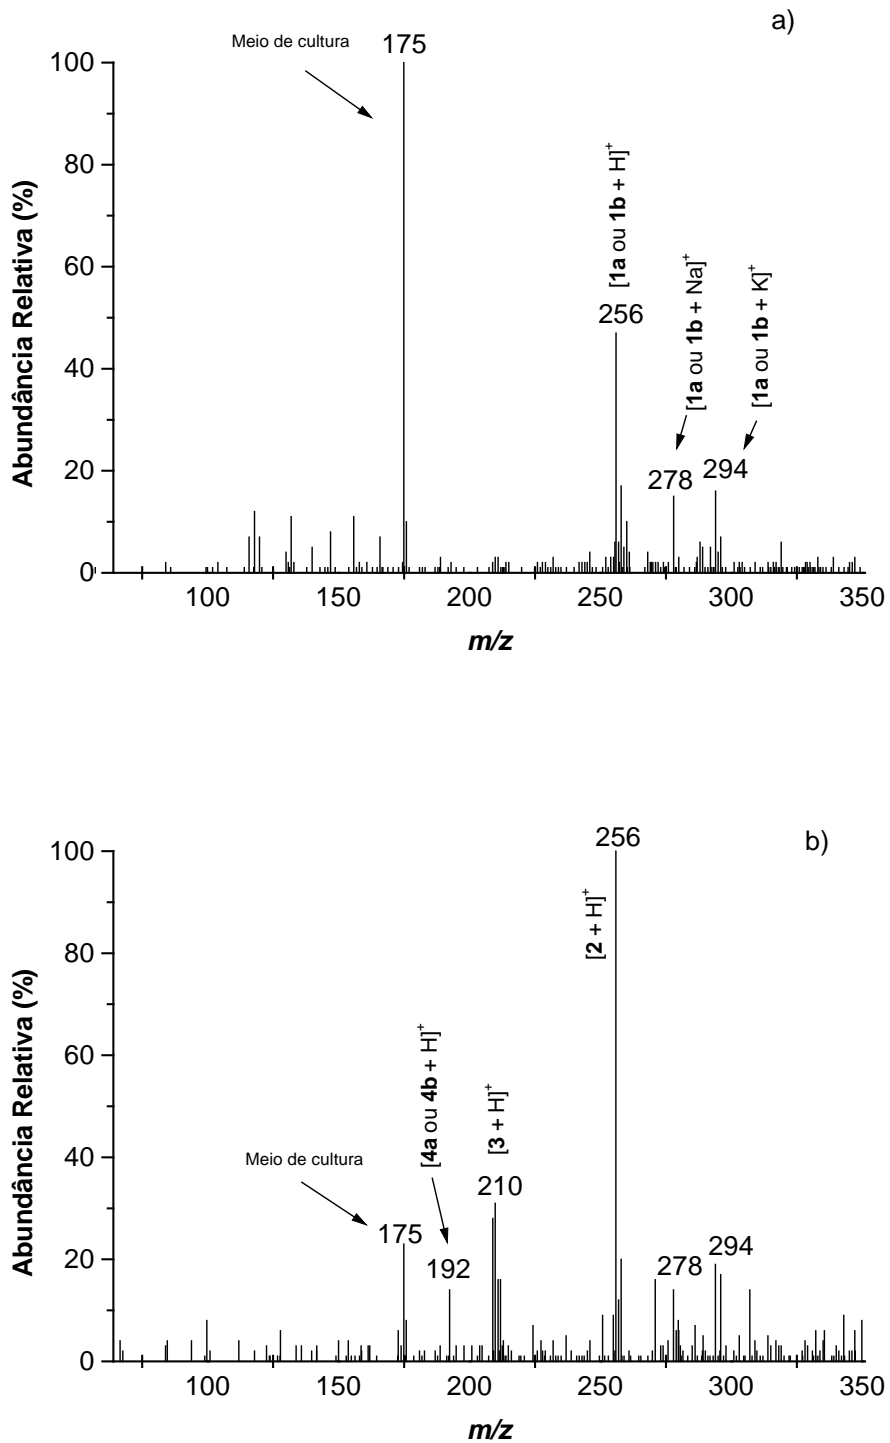 a)
Meio de cultura
175
100
80
60
40
20
0
Abundância Relativa (%)
[1a ou 1b + H]+
256
[1a ou 1b + Na]+
278
[1a ou 1b + K]+
294
100
150
200
250
300
350
m/z
b)
256
[2 + H]+
100
80
60
40
20
0
Abundância Relativa (%)
[4a ou 4b + H]+
[3 + H]+
Meio de cultura
175
192
210
278
294
100
150
200
250
300
350
m/z